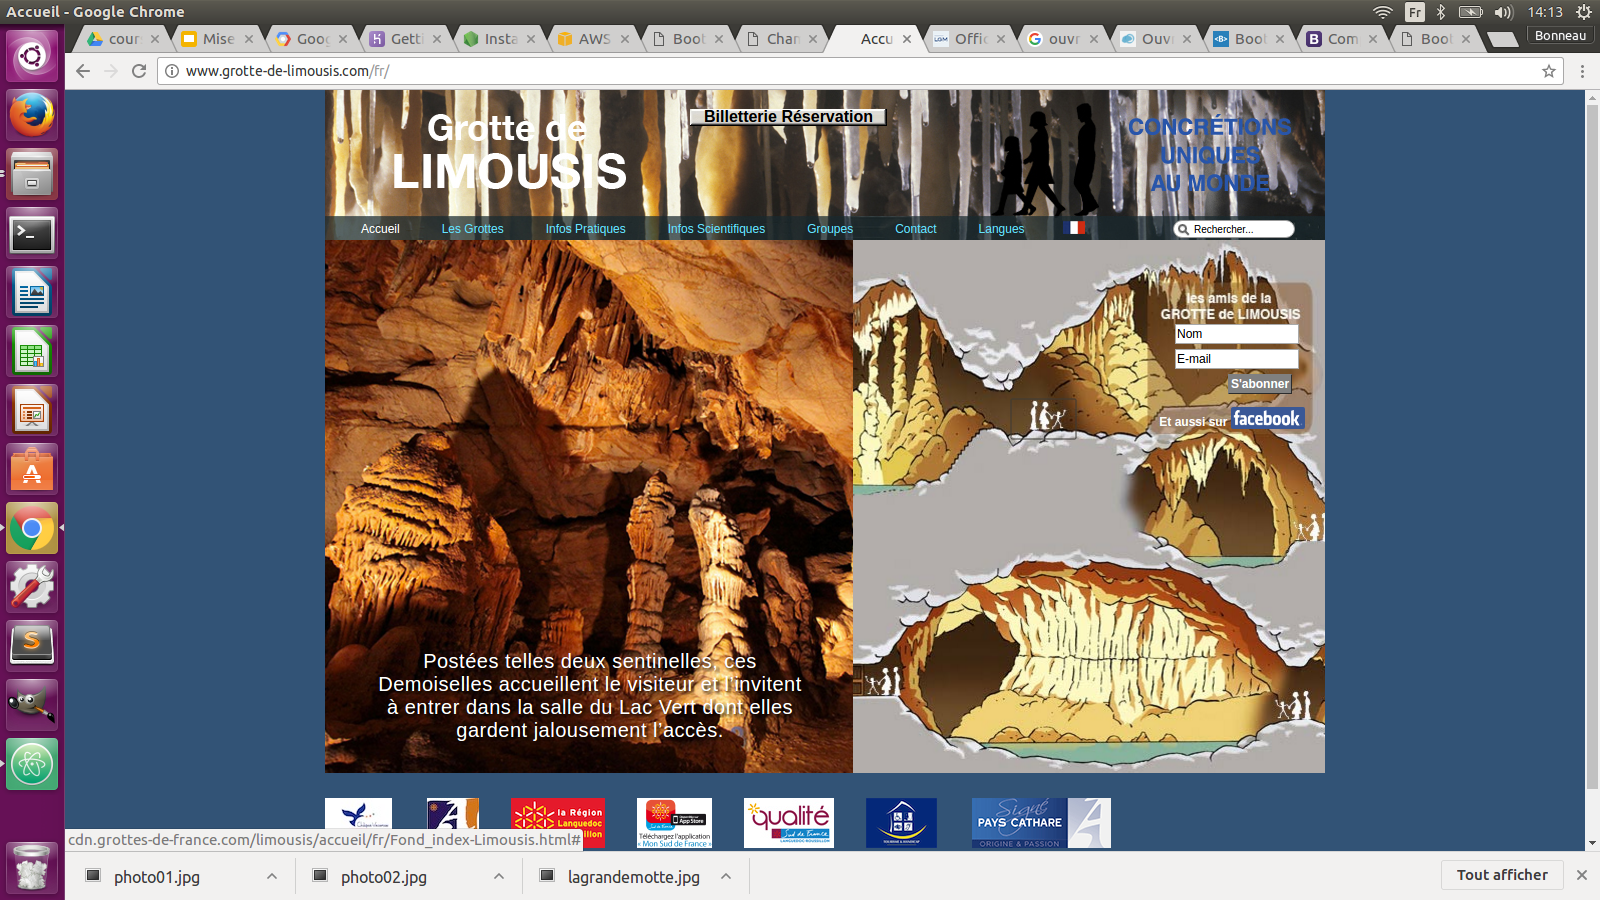 Accueil - Google Chrome
Fr
14:13
cour
Mise
Goog
Getti
Insta
AWS
Boot
Char
Accu
Offic
ouvr
Ouvr
Boot
Com
Boot
Bonneau
www.grotte-de-limousis.com/fr/
Grotte de
LIMOUSIS
Billetterie Réservation
CONCRÉTIONS
UNIQUES
AU MONDE
Accueil
Les Grottes
Infos Pratiques
Infos Scientifiques
Groupes
Contact
Langues
Rechercher...
les amis de la
GROTTE de LIMOUSIS
Nom
E-mail
S'abonner
Et aussi sur facebook
Postées telles deux sentinelles, ces
Demoiselles accueillent le visiteur et l'invitent
à entrer dans la salle du Lac Vert dont elles
gardent jalousement l'accès.
la Région
Languedoc
App Store
Téléchargez l'application
« Mon Sud de France »
qualité
Sud de France
LANGUEDOC-ROUSSILLON
Signé
PAYS CATHARE
ORIGINE & PASSION
cdn.grottes-de-france.com/limousis/accueil/fr/Fond_index-Limousis.html#
photo01.jpg
photo02.jpg
lagrandemotte.jpg
Tout afficher